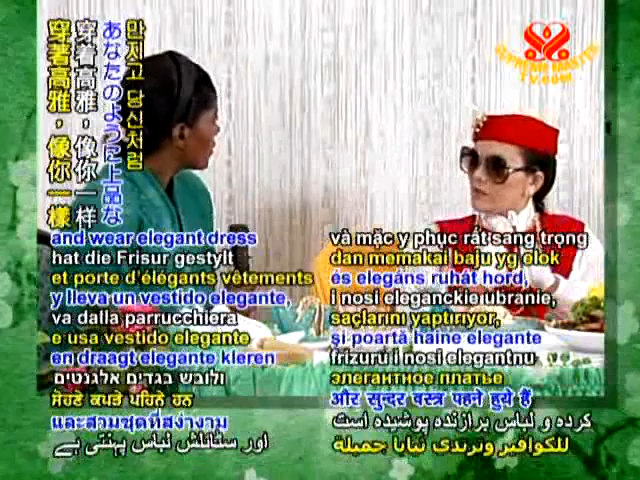 SUPREME MASTER
TV.com
만지고 당신처럼
あなたのように上品な
穿着高雅，像你一样
穿著高雅，像你一樣
and wear elegant dress
hat die Frisur gestylt
et porte d'élégants vêtements
y lleva un vestido elegante,
va dalla parrucchiera
e usa vestido elegante
en draagt elegante kleren
ולובש בגדים אלגנטים
ਸੋਹਣੇ ਕਪੜੇ ਪਹਿਨੇ ਹਨ
และสวมชุดที่สง่างาม
اور سٹائلش لباس پہنتی ہے
và mặc y phục rất sang trọng
dan memakai baju yg elok
és elegáns ruhát hord,
i nosi eleganckie ubranie,
saçlarını yaptırıyor,
şi poartă haine elegante
frizuru i nosi elegantnu
элегантное платье
और सुन्दर वस्त्र पहने हुये हैं
کرده و لباس برازنده پوشیده است
للكوافير وترتدي ثيابا جميلة